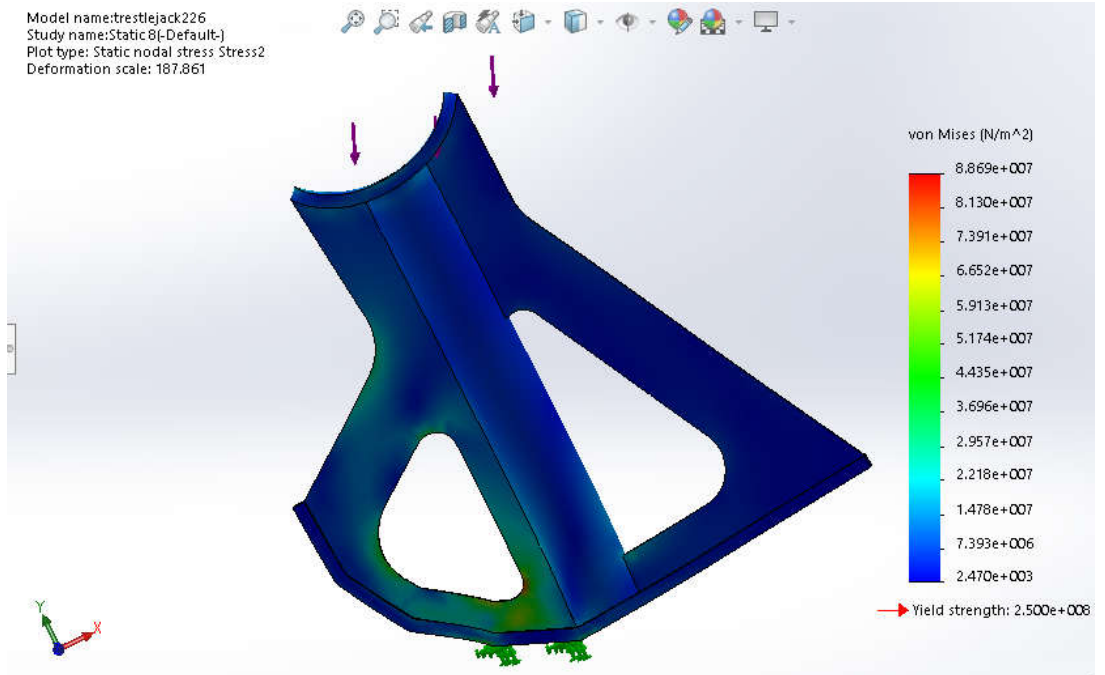 Model name:trestlejack226
Study name:Static 8(-Default-)
Plot type: Static nodal stress Stress2
Deformation scale: 187.861
von Mises (N/m^2)
8.869e+007
8.130e+007
7.391e+007
6.652e+007
5.913e+007
5.174e+007
4.435e+007
3.696e+007
2.957e+007
2.218e+007
1.478e+007
7.393e+006
2.470e+003
Yield strength: 2.500e+008
Y
X